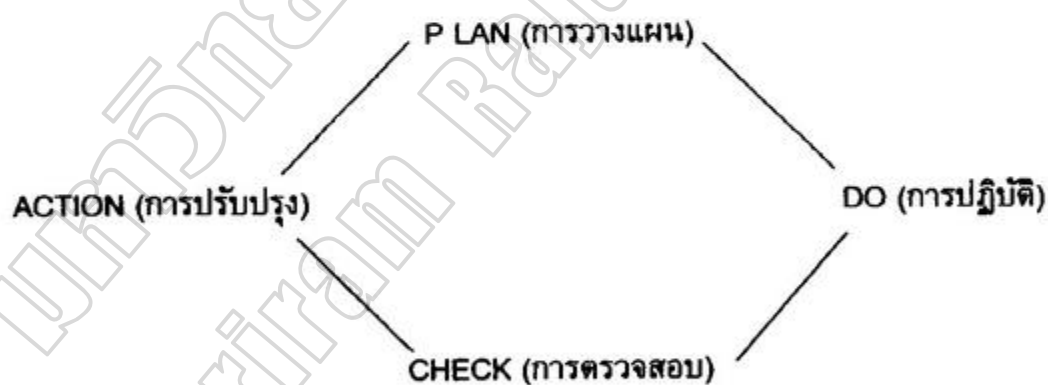 P LAN (การวางแผน)
ACTION (การปรับปรุง)
DO (การปฏิบัติ)
CHECK (การตรวจสอบ)